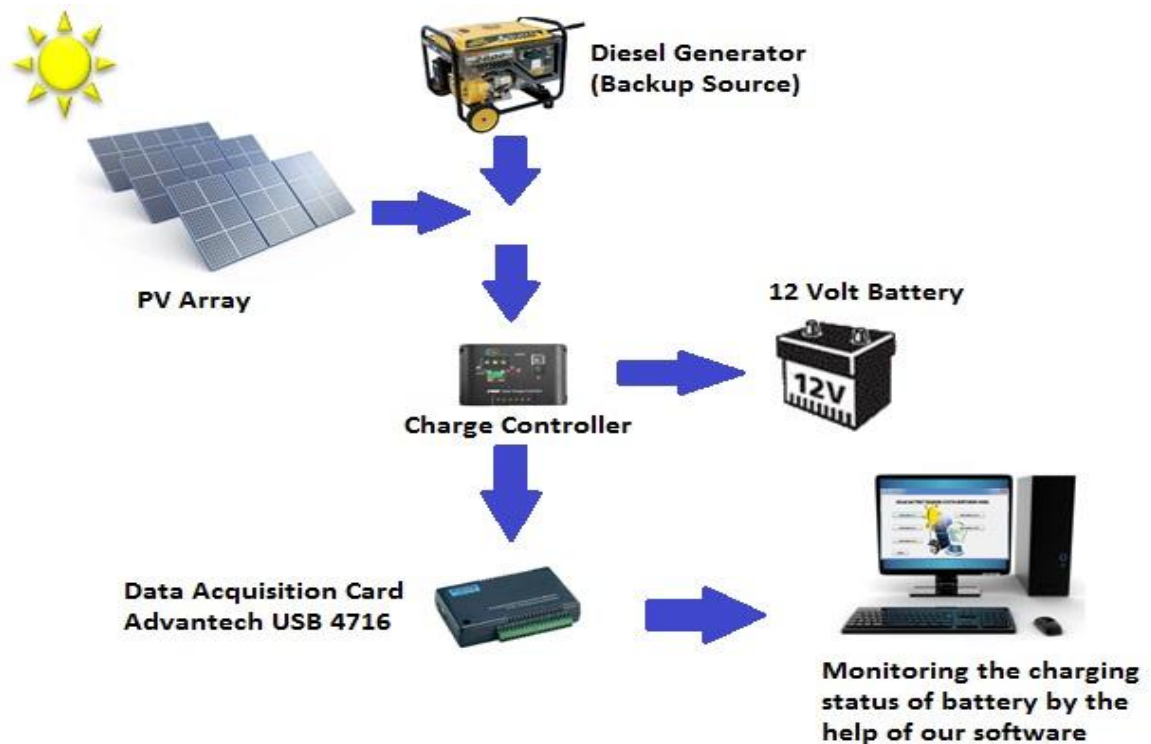 Diesel Generator
(Backup Source)
PV Array
12 Volt Battery
12V
Charge Controller
Data Acquisition Card
Advantech USB 4716
Monitoring the charging
status of battery by the
help of our software